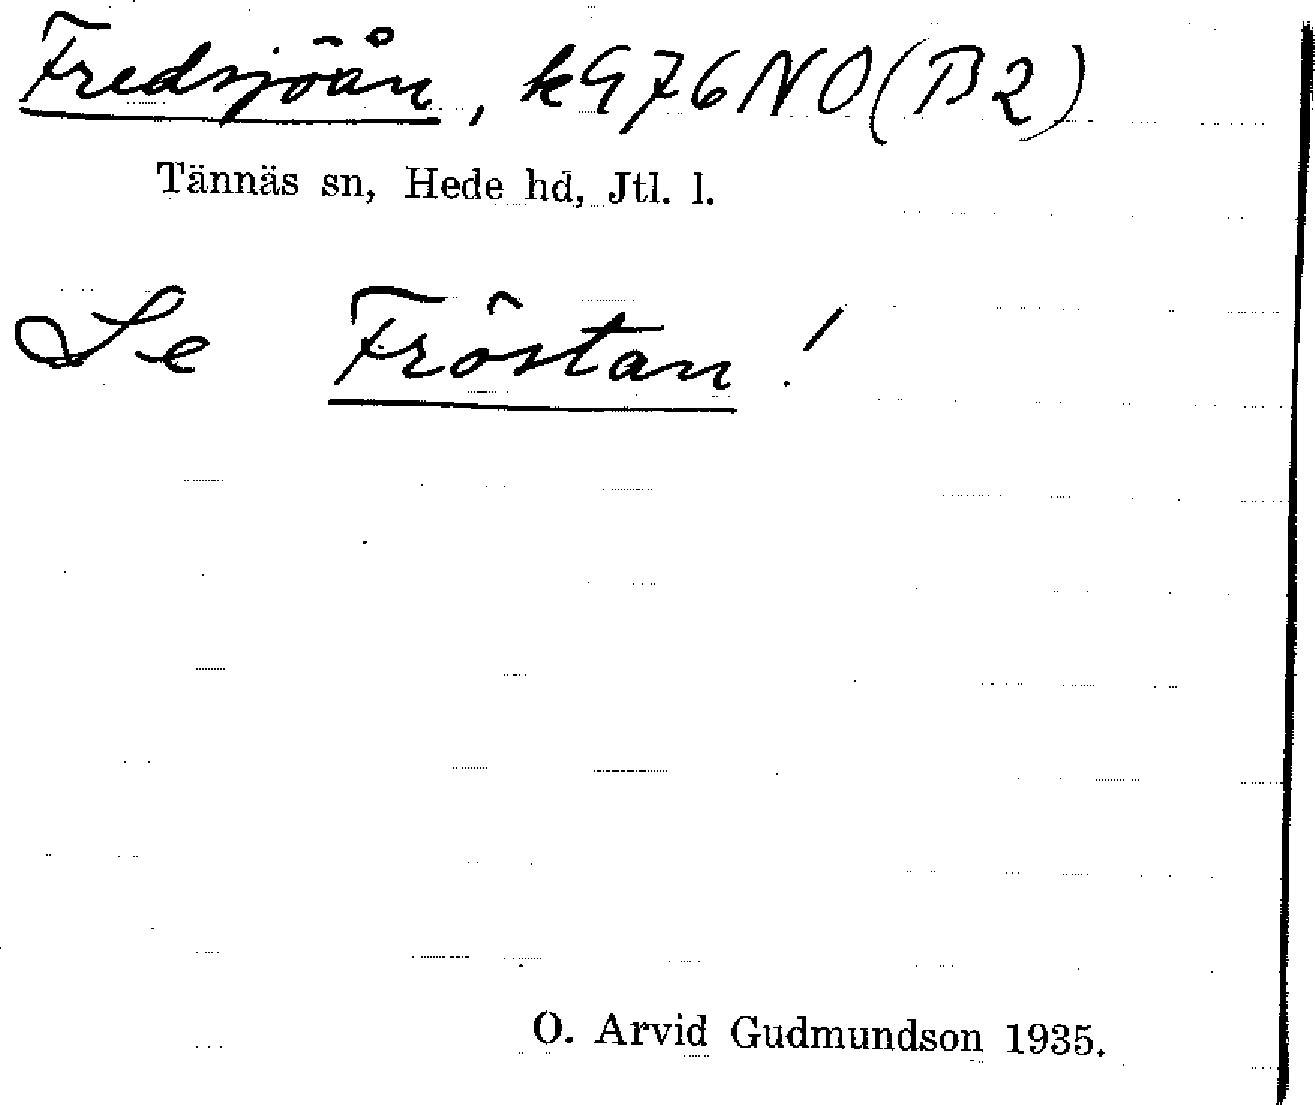 Fredsjöån, k976NO(B2)
Tännäs sn, Hede hd, Jtl. l.
Se Fröstan!
O. Arvid Gudmundson 1935.